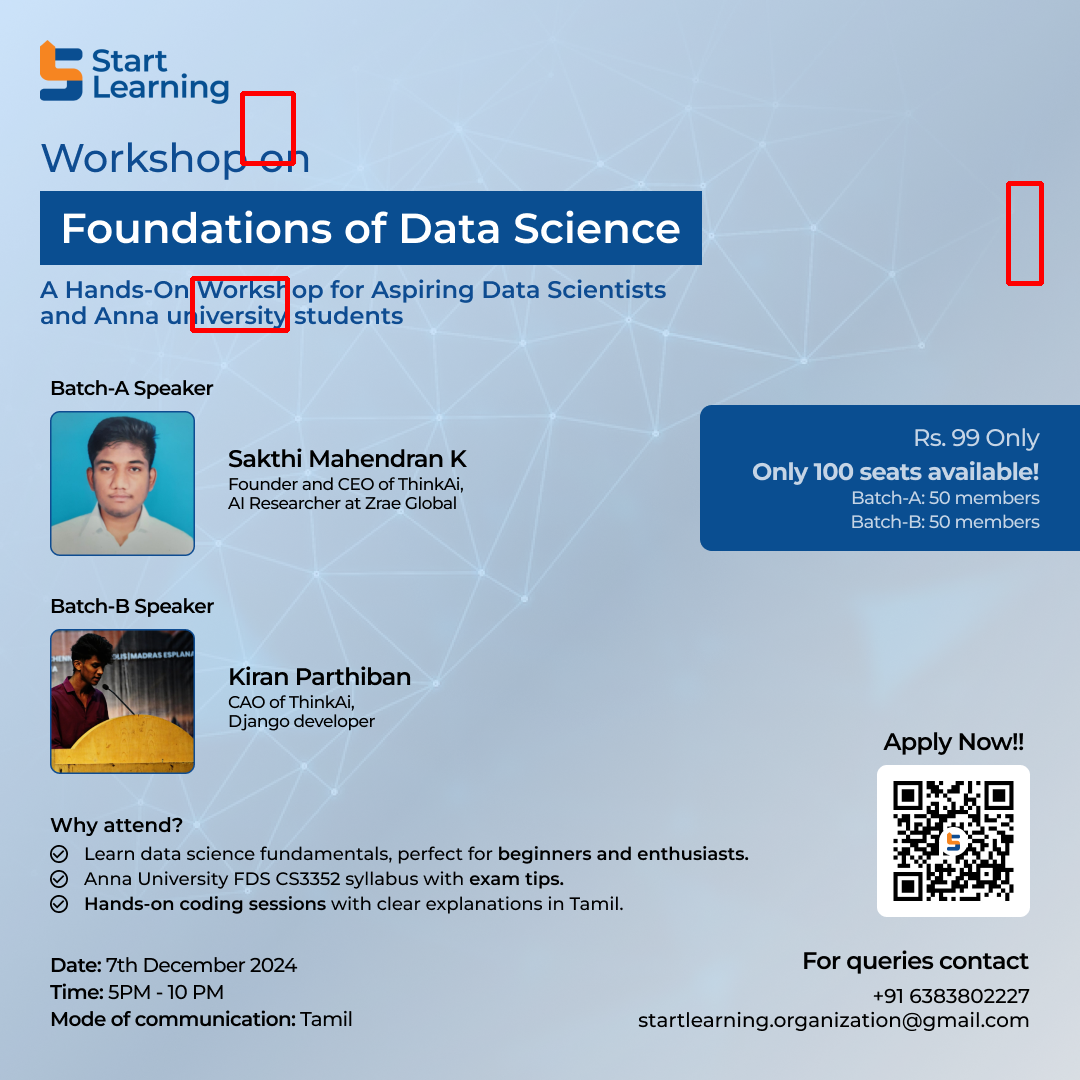 Start
Learning
Workshop on
Foundations of Data Science
A Hands-On Workshop for Aspiring Data Scientists
and Anna university students
Batch-A Speaker
Sakthi Mahendran K
Founder and CEO of ThinkAi,
AI Researcher at Zrae Global
Rs. 99 Only
Only 100 seats available!
Batch-A: 50 members
Batch-B: 50 members
Batch-B Speaker
Kiran Parthiban
CAO of ThinkAi,
Django developer
Why attend?
Learn data science fundamentals, perfect for beginners and enthusiasts.
Anna University FDS CS3352 syllabus with exam tips.
Hands-on coding sessions with clear explanations in Tamil.
Date: 7th December 2024
Time: 5PM - 10 PM
Mode of communication: Tamil
Apply Now!!
For queries contact
+91 6383802227
startlearning.organization@gmail.com